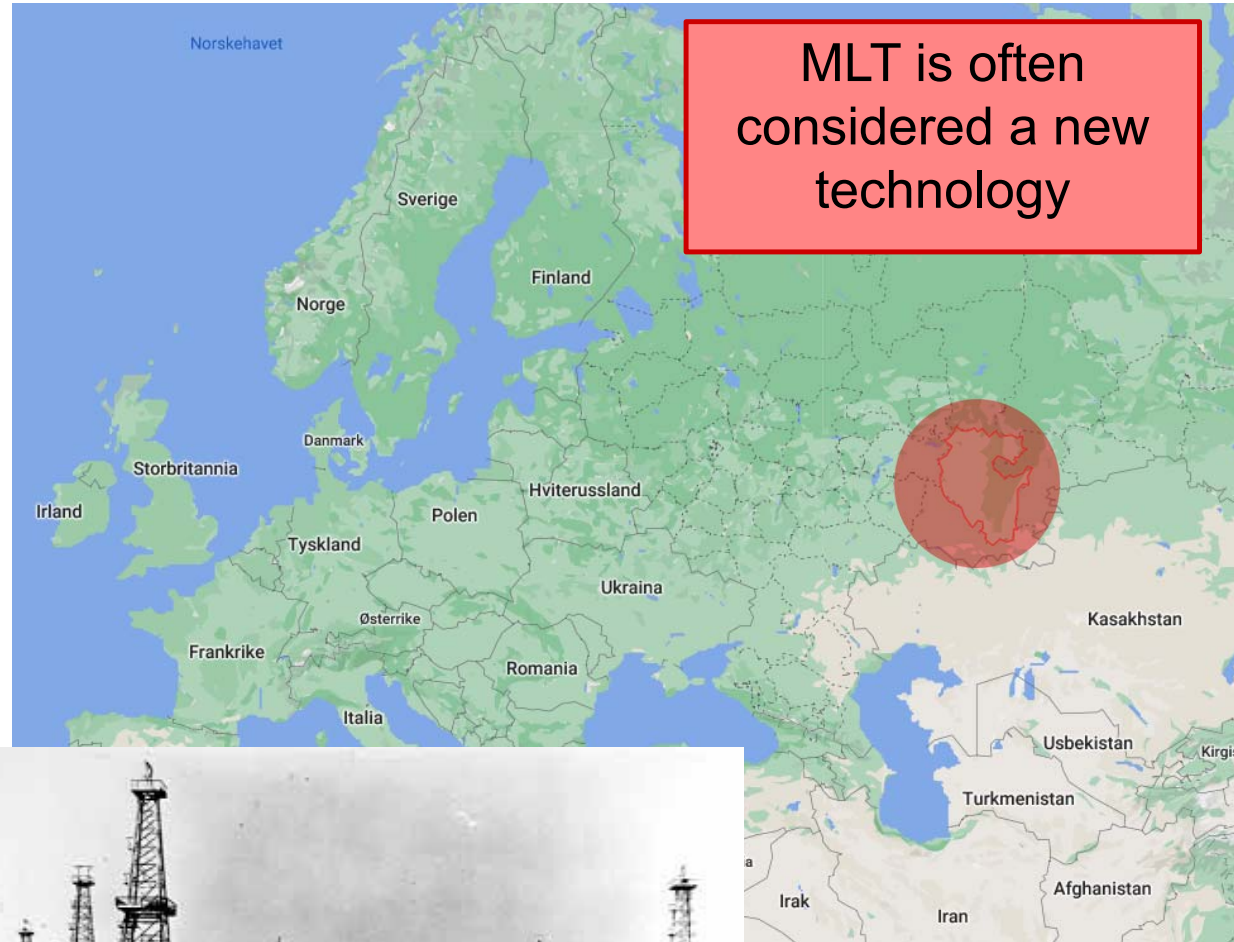 Norskehavet
MLT is often
considered a new
technology
Sverige
Finland
Norge
Danmark
Storbritannia
Irland
Hviterussland
Polen
Tyskland
Ukraina
Østerrike
Kasakhstan
Frankrike
Romania
Italia
Usbekistan
Kirgis
Turkmenistan
a
Irak
Iran
Afghanistan